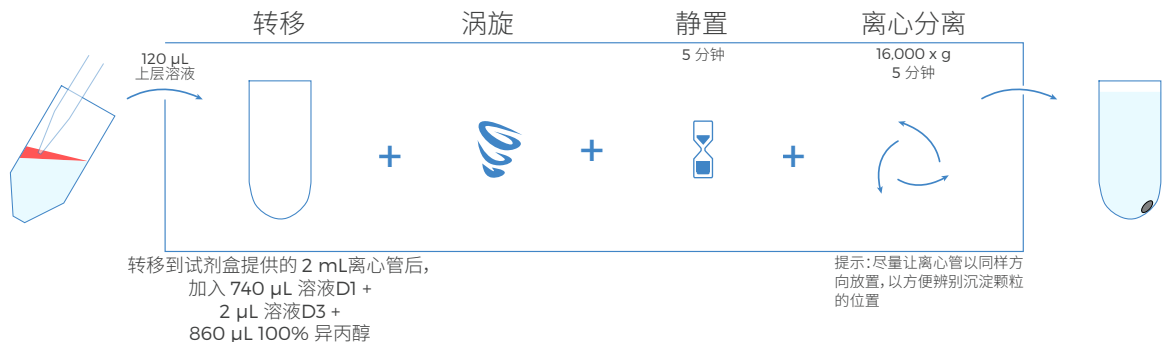 转移
涡旋
静置
离心分离
120 µL
上层溶液
5 分钟
16,000 x g
5 分钟
转移到试剂盒提供的 2 mL离心管后，
加入 740 µL 溶液D1 +
2 µL 溶液D3 +
860 µL 100% 异丙醇
提示：尽量让离心管以同样方
向放置，以方便辨别沉淀颗粒
的位置